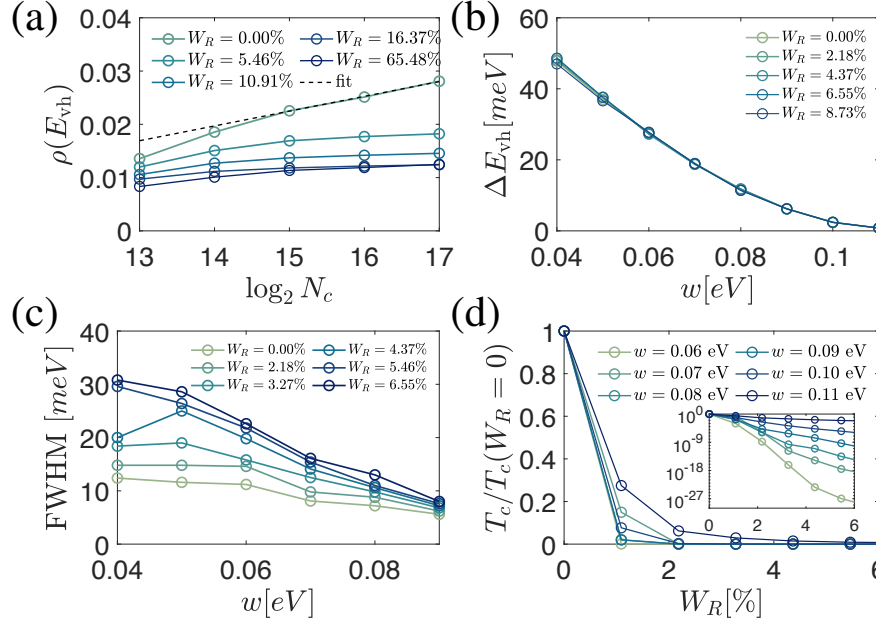 (a)
W_R = 0.00%
W_R = 5.46%
W_R = 10.91%
W_R = 16.37%
W_R = 65.48%
fit
ρ(E_vh)
0.04
0.03
0.02
0.01
0
13 14 15 16 17
log₂ N_c
(b)
W_R = 0.00%
W_R = 2.18%
W_R = 4.37%
W_R = 6.55%
W_R = 8.73%
ΔE_vh[meV]
60
40
20
0
0.04 0.06 0.08 0.1
w[eV]
(c)
W_R = 0.00%
W_R = 2.18%
W_R = 3.27%
W_R = 4.37%
W_R = 5.46%
W_R = 6.55%
FWHM [meV]
40
30
20
10
0
0.04 0.06 0.08
w[eV]
(d)
w = 0.06 eV
w = 0.07 eV
w = 0.08 eV
w = 0.09 eV
w = 0.10 eV
w = 0.11 eV
T_c/T_c(W_R = 0)
1
0.8
0.6
0.4
0.2
0
10⁰
10⁻⁹
10⁻¹⁸
10⁻²⁷
0 2 4 6
0 2 4 6
W_R[%]